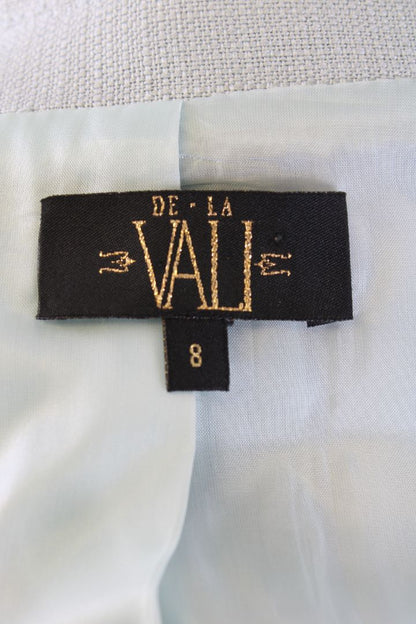 DE - LA
VALI
8